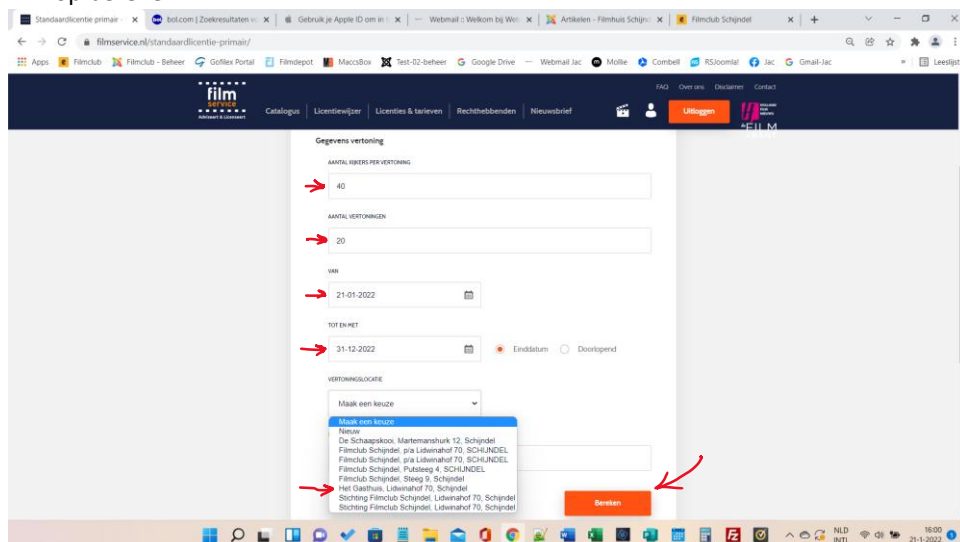 Standaardlicentie primair -
bol.com | Zoekresultaten vo
Gebruik je Apple ID om in t
Webmail :: Welkom bij Web
Artikelen - Filmhuis Schijnd
Filmclub Schijndel
filmservice.nl/standaardlicentie-primair/
Apps Filmclub Filmclub - Beheer Gofilex Portal Filmdepot MaccsBox Test-02-beheer Google Drive Webmail Jac Mollie Combell RSJoomla! Jac Gmail-Jac » Leeslijst
FAQ Over ons Disclaimer Contact
film
service
Adviseert & Licenseert
Catalogus Licentiewijzer Licenties & tarieven Rechthebbenden Nieuwsbrief Uitloggen
FILM
Gegevens vertoning
AANTAL KIJKERS PER VERTONING
40
AANTAL VERTONINGEN
20
VAN
21-01-2022
TOT EN MET
31-12-2022 Einddatum Doorlopend
VERTONINGSLOCATIE
Maak een keuze
Maak een keuze
Nieuw
De Schaapskooi, Martemanshurk 12, Schijndel
Filmclub Schijndel, p/a Lidwinahof 70, SCHIJNDEL
Filmclub Schijndel, p/a Lidwinahof 70, SCHIJNDEL
Filmclub Schijndel, Putsteeg 4, SCHIJNDEL
Filmclub Schijndel, Steeg 9, Schijndel
Het Gasthuis, Lidwinahof 70, Schijndel
Stichting Filmclub Schijndel, Lidwinahof 70, Schijndel
Stichting Filmclub Schijndel, Lidwinahof 70, Schijndel
Bereken
NLD
INTL
16:00
21-1-2022